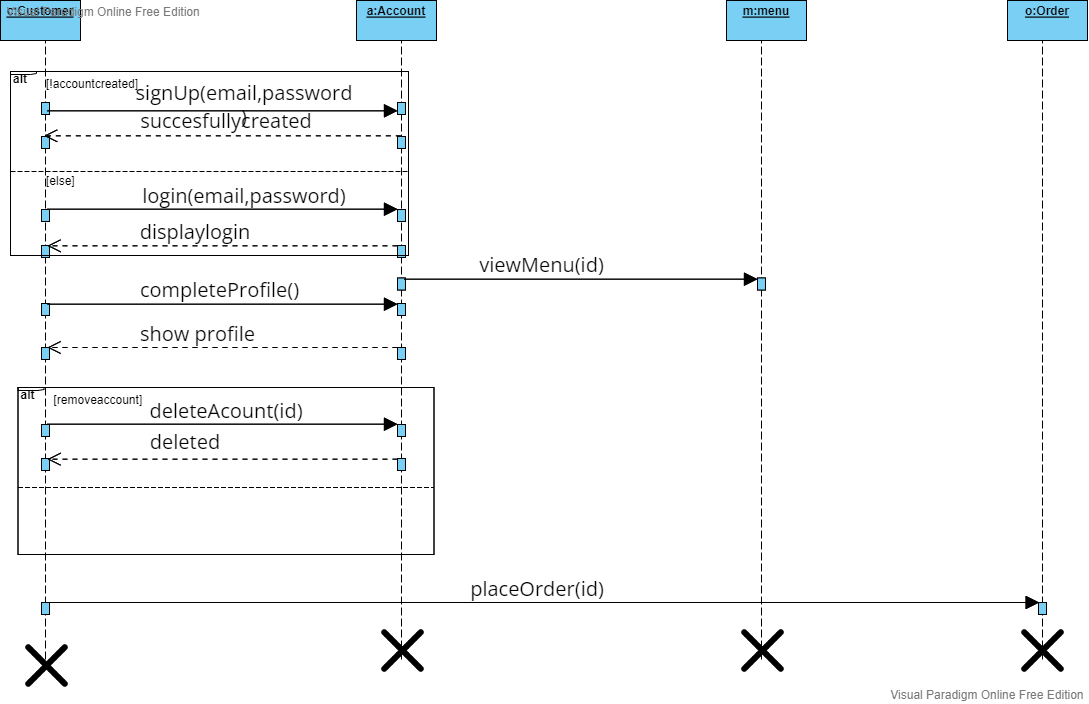 Visual Paradigm Online Free Edition
:Customer
a:Account
m:menu
o:Order
alt
[!accountcreated]
signUp(email,password
)
succesfullycreated
[else]
login(email,password)
displaylogin
viewMenu(id)
completeProfile()
show profile
alt
[removeaccount]
deleteAcount(id)
deleted
placeOrder(id)
Visual Paradigm Online Free Edition